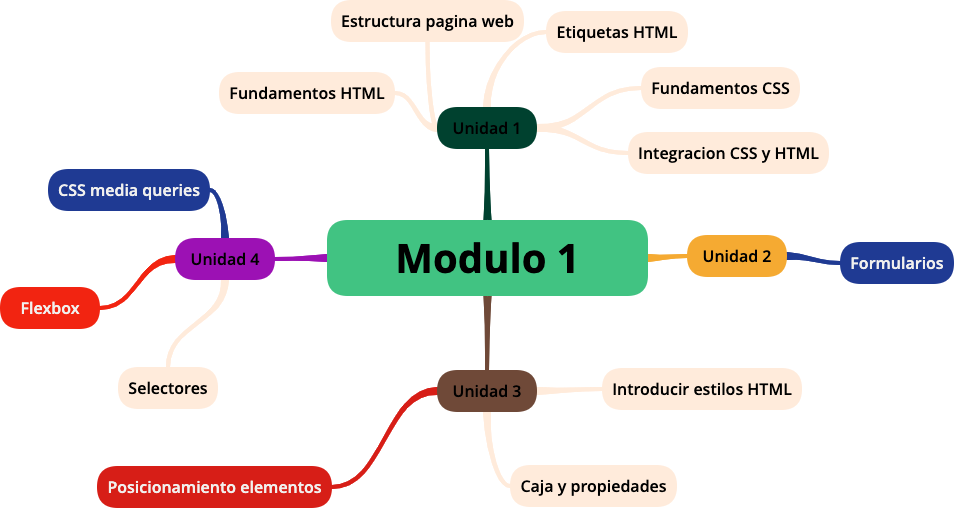 Estructura pagina web
Etiquetas HTML
Fundamentos HTML
Fundamentos CSS
Unidad 1
Integracion CSS y HTML
CSS media queries
Unidad 4
Modulo 1
Unidad 2
Formularios
Flexbox
Selectores
Unidad 3
Introducir estilos HTML
Posicionamiento elementos
Caja y propiedades